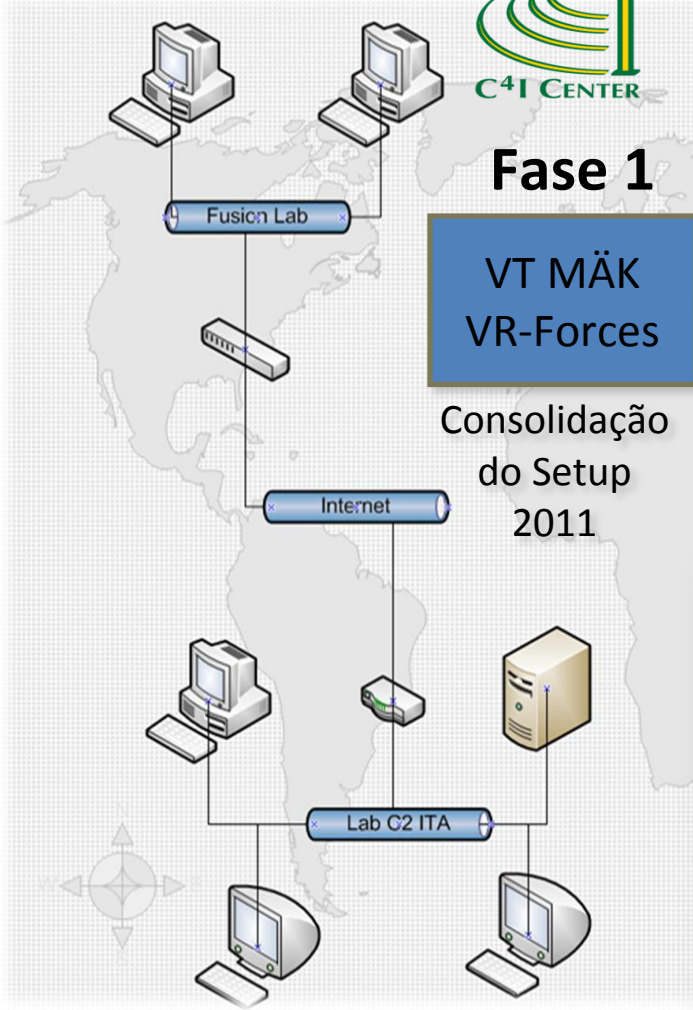 C4I CENTER
Fase 1
Fusion Lab
VT MÄK
VR-Forces
Consolidação
do Setup
2011
Internet
Lab C2 ITA
N
W